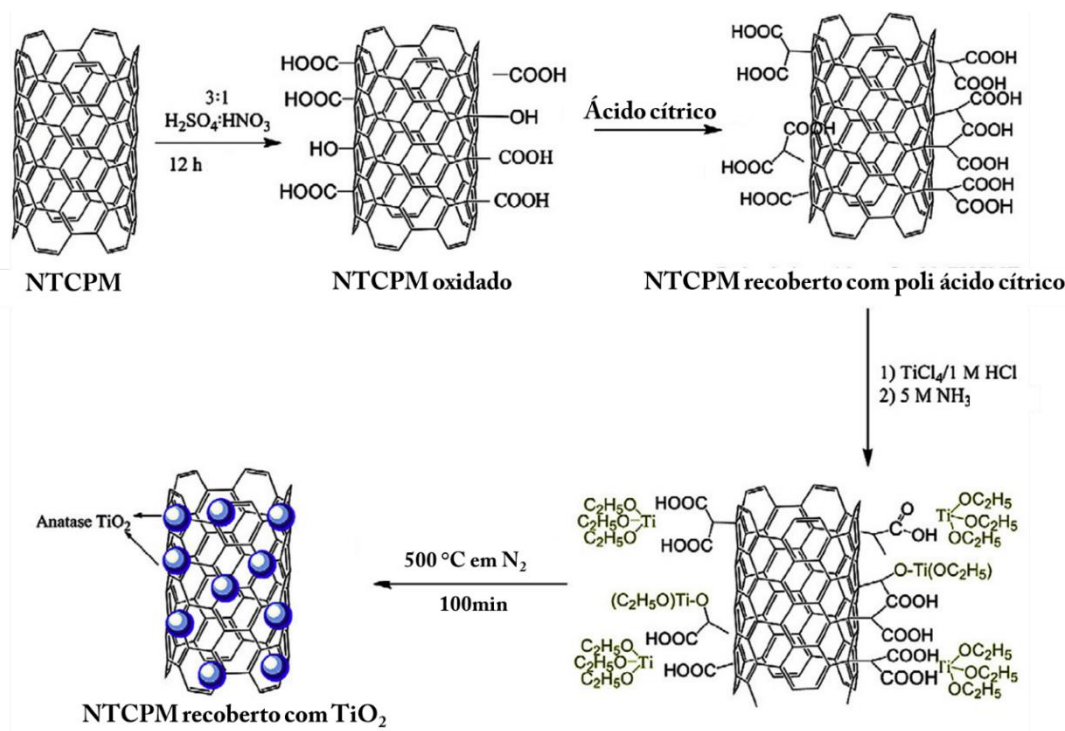 3:1
H₂SO₄:HNO₃
12 h
NTCPM
HOOC
HOOC
HO
HOOC
COOH
OH
COOH
COOH
NTCPM oxidado
Ácido cítrico
HOOC
HOOC
COOH
HOOC
HOOC
COOH
COOH
COOH
COOH
COOH
COOH
COOH
NTCPM recoberto com poli ácido cítrico
1) TiCl₄/1 M HCl
2) 5 M NH₃
C₂H₅O
C₂H₅O Ti
C₂H₅O
HOOC
HOOC
(C₂H₅O)Ti-O
HOOC
C₂H₅O
C₂H₅O Ti
C₂H₅O
HOOC
O
C
OH
OC₂H₅
Ti OC₂H₅
OC₂H₅
O-Ti(OC₂H₅)
COOH
COOH
COOH
COOH
OC₂H₅
Ti OC₂H₅
OC₂H₅
500 °C em N₂
100min
Anatase TiO₂
NTCPM recoberto com TiO₂